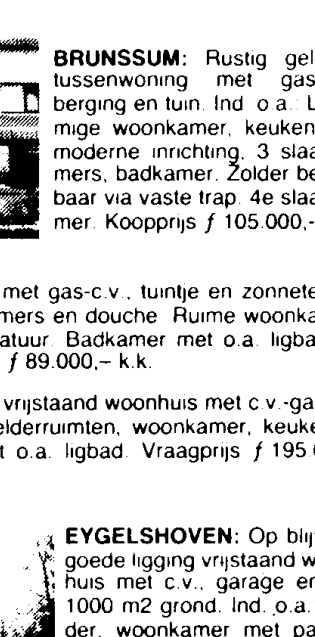 BRUNSSUM: Rustig gel
tussenwoning met gas
berging en tuin. Ind. o.a.: L
mige woonkamer, keuken
moderne inrichting, 3 slaa
mers, badkamer. Zolder be
baar via vaste trap. 4e slaa
mer. Koopprijs ƒ 105.000,-
met gas-c.v., tuintje en zonnete
mers en douche. Ruime woonka
atuur. Badkamer met o.a. ligba
ƒ 89.000,– k.k.
vrijstaand woonhuis met c.v.-ga
elderruimten, woonkamer, keuke
t o.a. ligbad. Vraagprijs ƒ 195.
EYGELSHOVEN: Op blij
goede ligging vrijstaand w
huis met c.v., garage er
1000 m2 grond. Ind. o.a.
der, woonkamer met pa